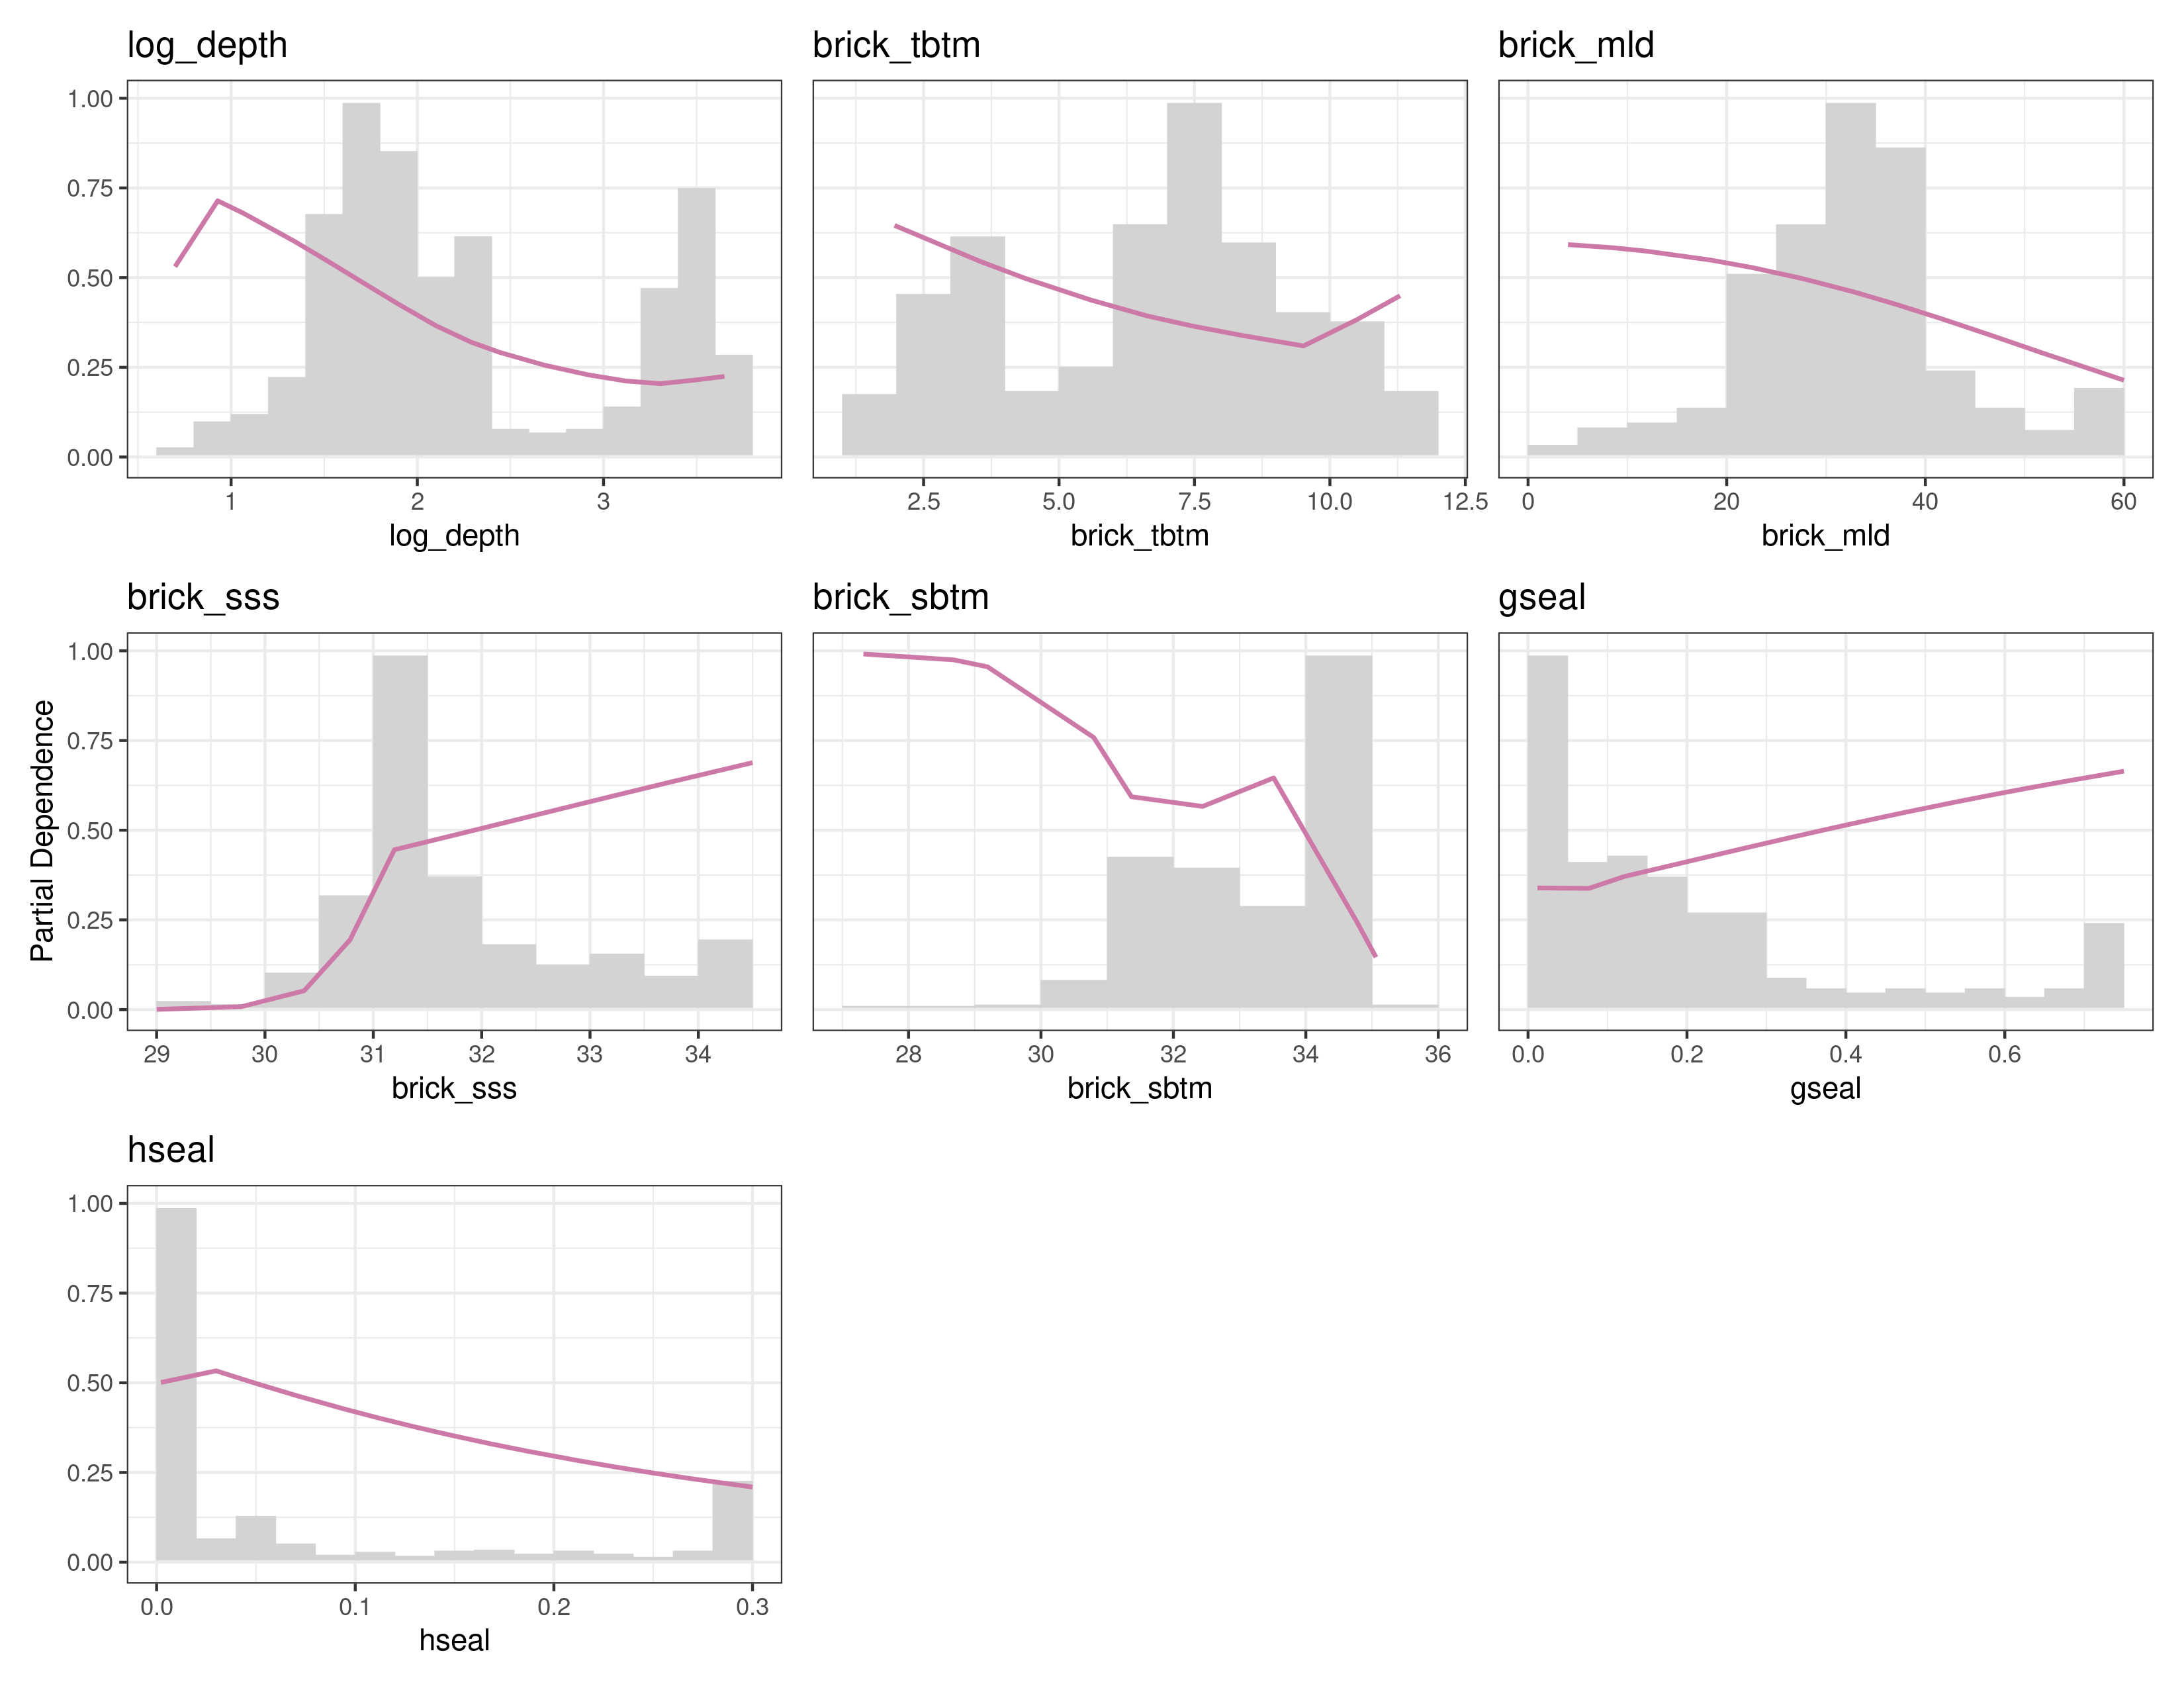 log_depth
brick_tbtm
brick_mld
1.00
0.75
0.50
0.25
0.00
1 2 3
2.5 5.0 7.5 10.0 12.5
0 20 40 60
log_depth
brick_tbtm
brick_mld
brick_sss
brick_sbtm
gseal
Partial Dependence
1.00
0.75
0.50
0.25
0.00
29 30 31 32 33 34
28 30 32 34 36
0.0 0.2 0.4 0.6
brick_sss
brick_sbtm
gseal
hseal
1.00
0.75
0.50
0.25
0.00
0.0 0.1 0.2 0.3
hseal